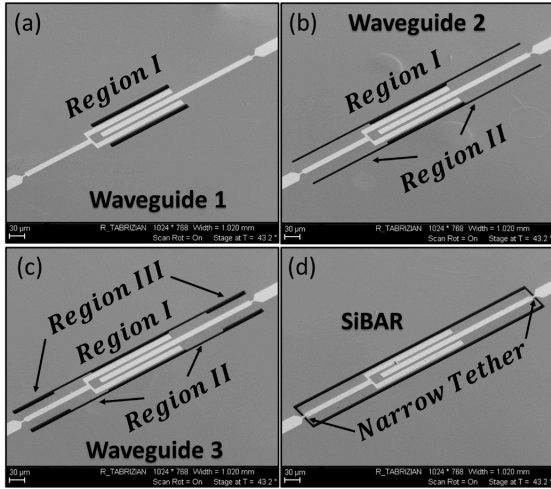 (a)
Region I
Waveguide 1
30 µm
R_TABRIZIAN 1024 * 768 Width = 1.020 mm
Scan Rot = On Stage at T = 43.2 °
(b)
Waveguide 2
Region I
Region II
30 µm
R_TABRIZIAN 1024 * 768 Width = 1.020 mm
Scan Rot = On Stage at T = 43.2 °
(c)
Region III
Region I
Region II
Waveguide 3
30 µm
R_TABRIZIAN 1024 * 768 Width = 1.020 mm
Scan Rot = On Stage at T = 43.2 °
(d)
SiBAR
Narrow Tether
30 µm
R_TABRIZIAN 1024 * 768 Width = 1.020 mm
Scan Rot = On Stage at T = 43.2 °